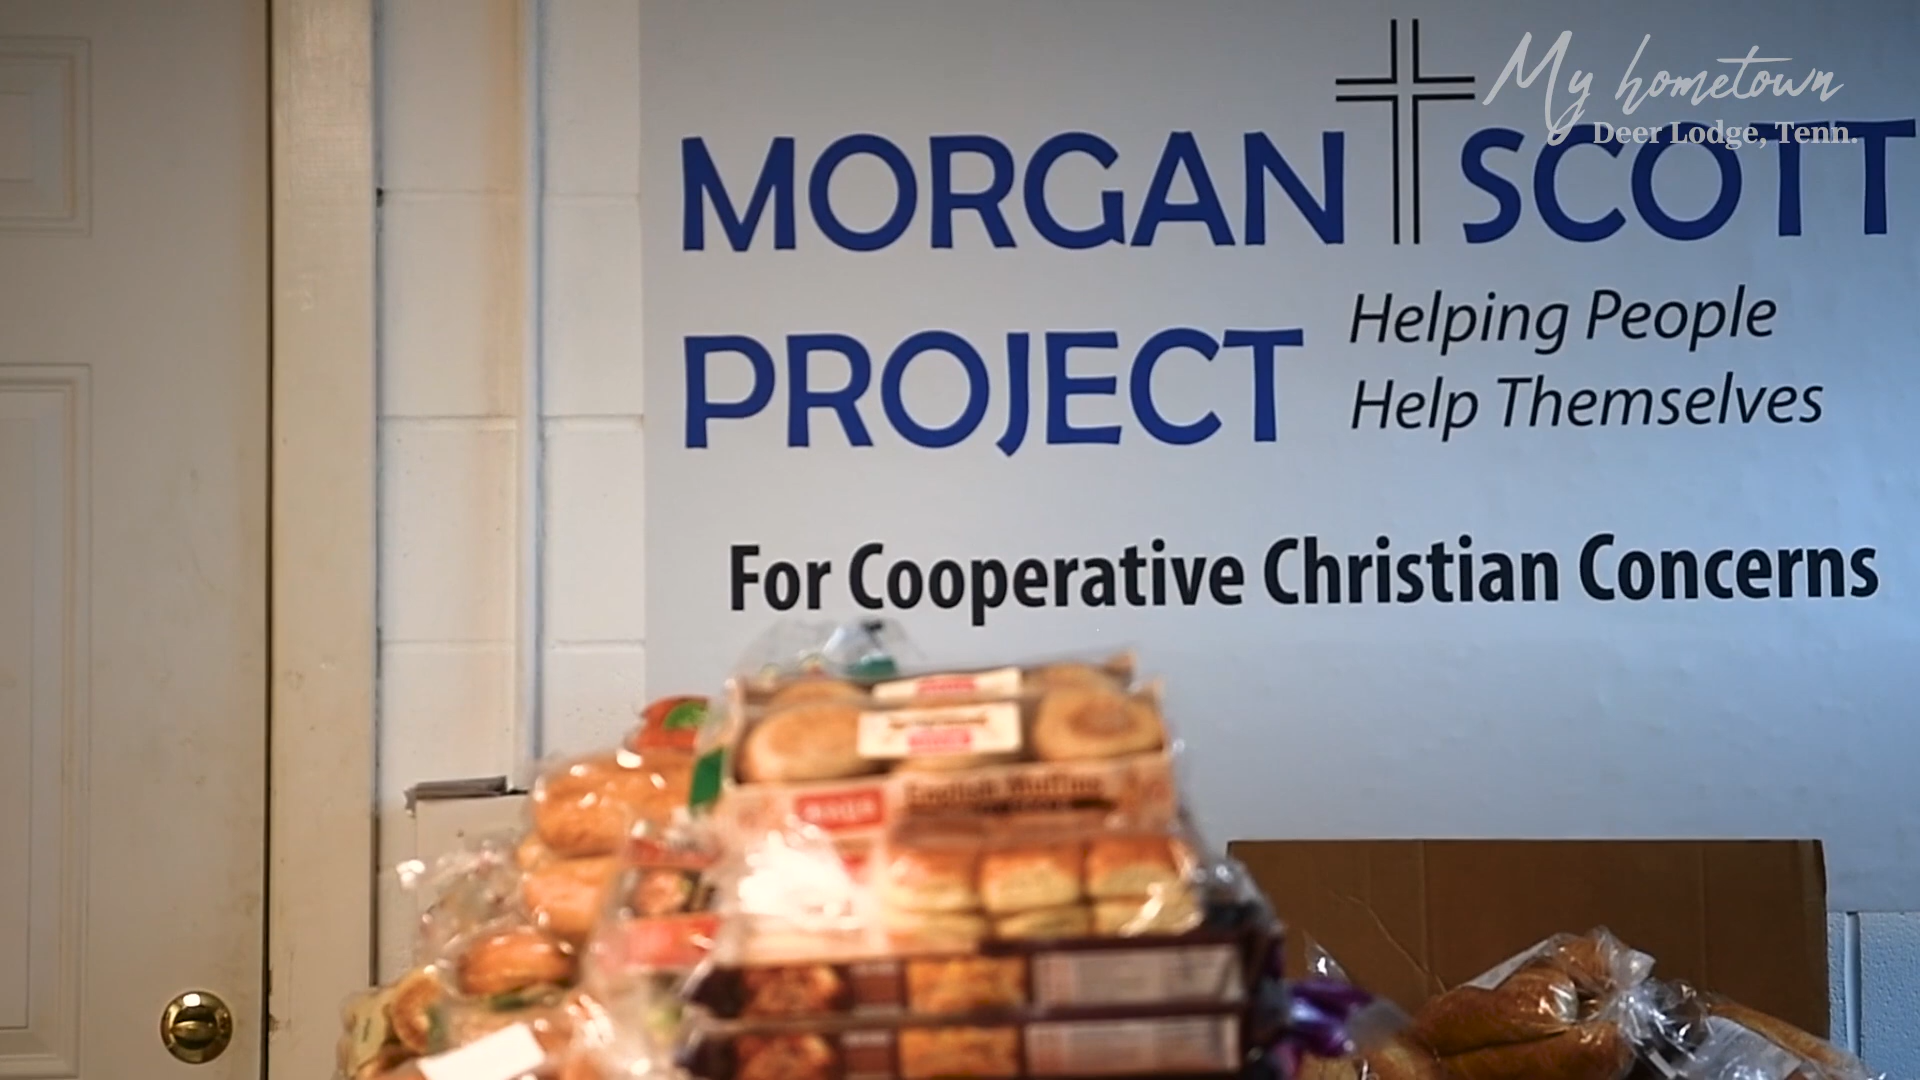 My hometown
Deer Lodge, Tenn.
MORGAN SCOTT
PROJECT
Helping People
Help Themselves
For Cooperative Christian Concerns
English Muffins